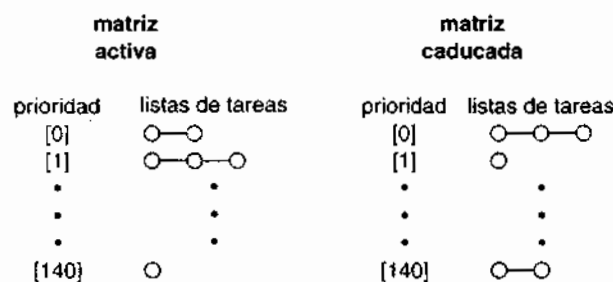 matriz
activa
prioridad listas de tareas
[0]
[1]
[140]
matriz
caducada
prioridad listas de tareas
[0]
[1]
[140]